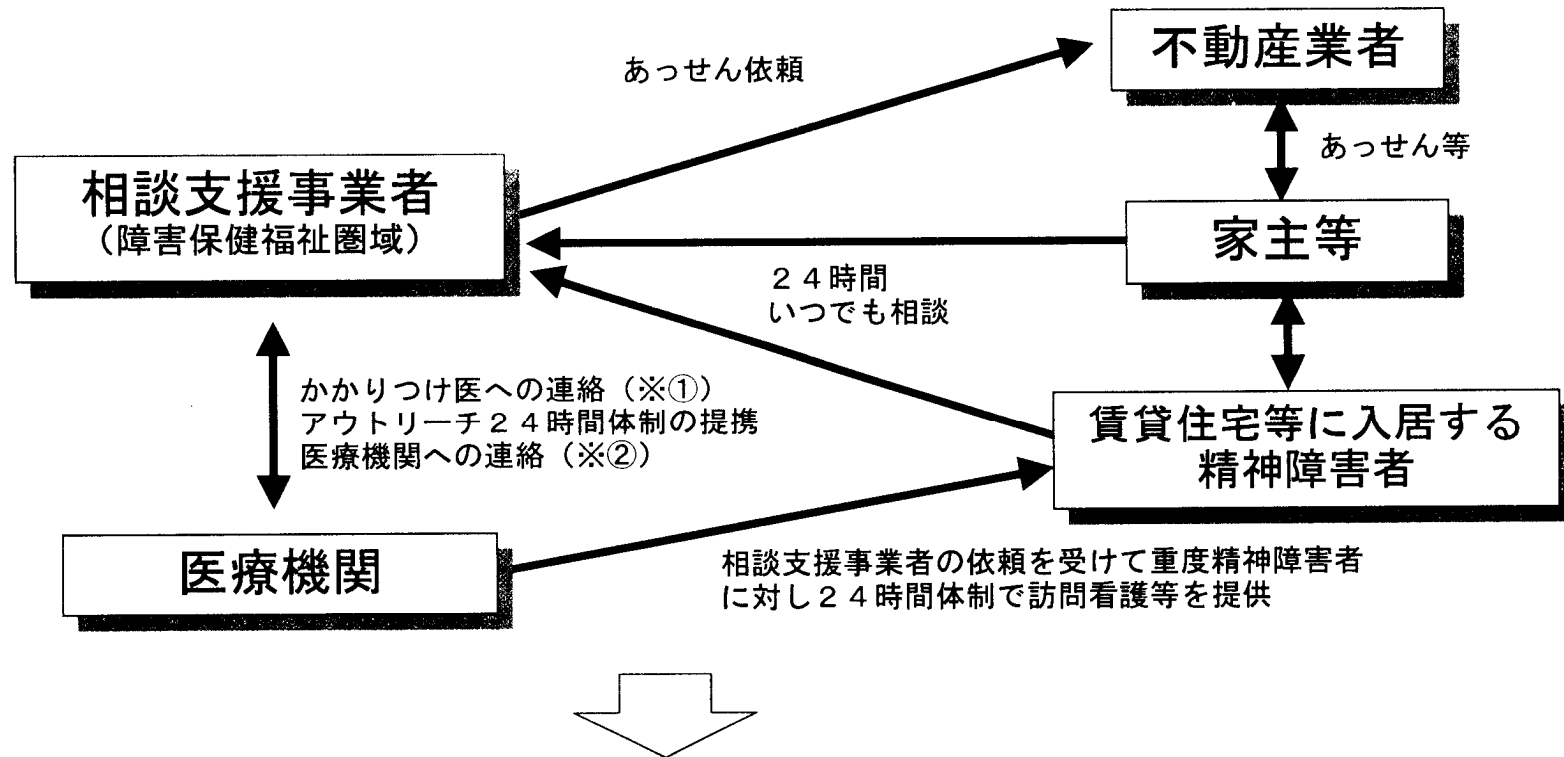 不動産業者
あっせん依頼
あっせん等
相談支援事業者
（障害保健福祉圏域）
家主等
２４時間
いつでも相談
かかりつけ医への連絡（※①）
アウトリーチ２４時間体制の提携
医療機関への連絡（※②）
賃貸住宅等に入居する
精神障害者
医療機関
相談支援事業者の依頼を受けて重度精神障害者
に対し２４時間体制で訪問看護等を提供